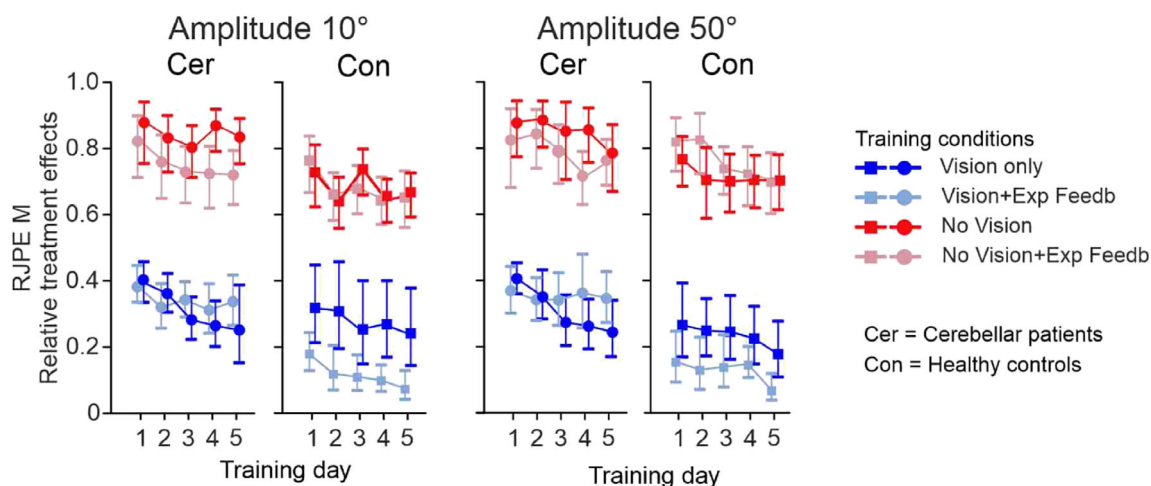 Amplitude 10° Amplitude 50°
Cer Con Cer Con
RJPE M
Relative treatment effects
1.0
0.8
0.6
0.4
0.2
0
1 2 3 4 5 1 2 3 4 5 1 2 3 4 5 1 2 3 4 5
Training day Training day
Training conditions
Vision only
Vision+Exp Feedb
No Vision
No Vision+Exp Feedb
Cer = Cerebellar patients
Con = Healthy controls